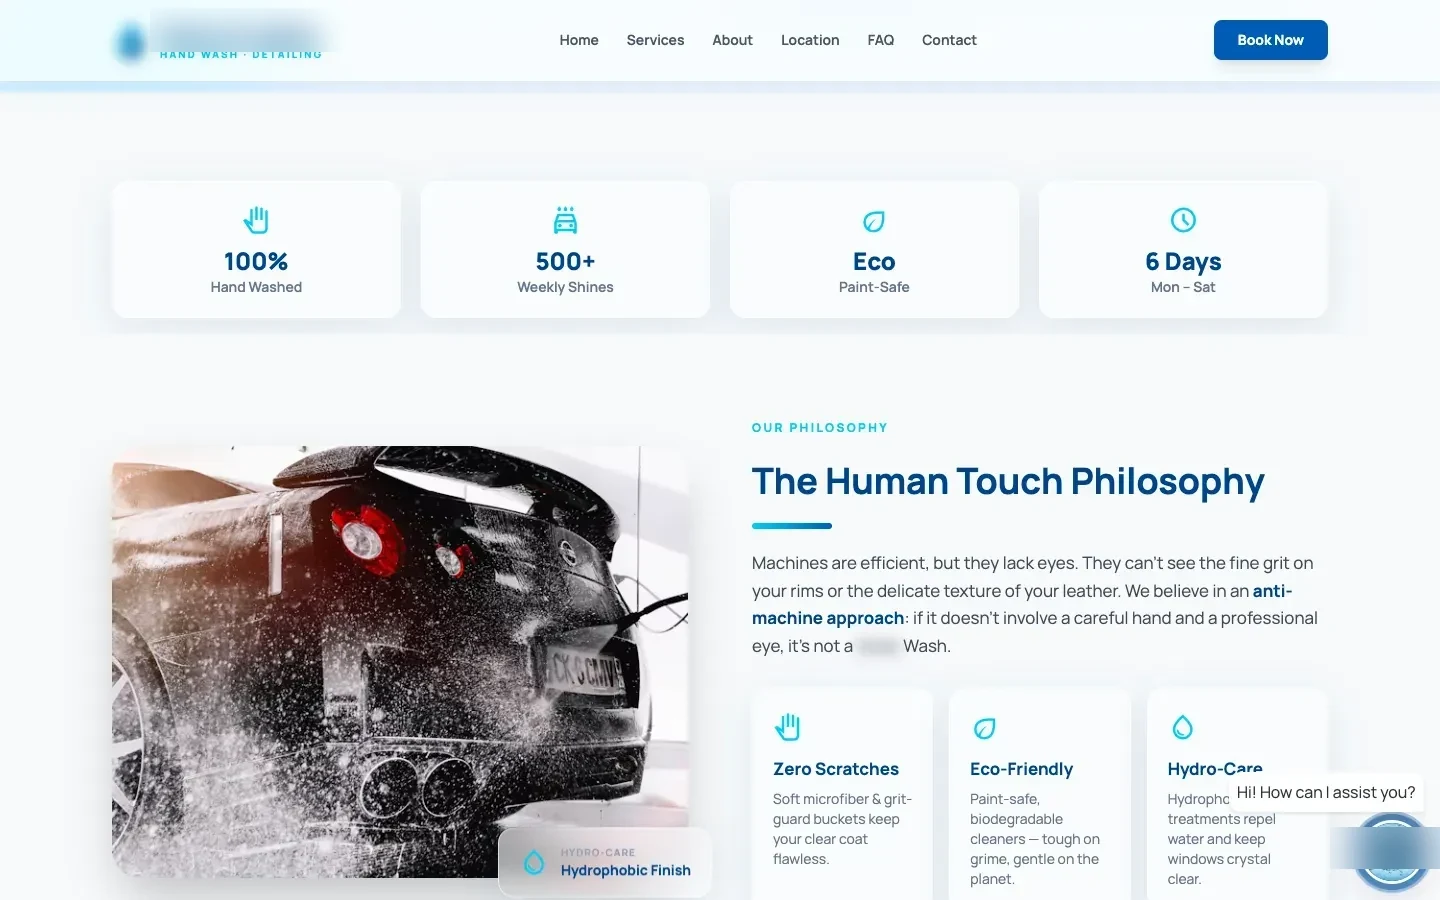 HAND WASH · DETAILING
Home Services About Location FAQ Contact
Book Now
100%
Hand Washed
500+
Weekly Shines
Eco
Paint-Safe
6 Days
Mon – Sat
OUR PHILOSOPHY
The Human Touch Philosophy
Machines are efficient, but they lack eyes. They can't see the fine grit on
your rims or the delicate texture of your leather. We believe in an anti-
machine approach: if it doesn't involve a careful hand and a professional
eye, it's not a Wash.
HYDRO-CARE
Hydrophobic Finish
Zero Scratches
Soft microfiber & grit-
guard buckets keep
your clear coat
flawless.
Eco-Friendly
Paint-safe,
biodegradable
cleaners — tough on
grime, gentle on the
planet.
Hydro-Care
treatments repel
water and keep
windows crystal
clear.
Hi! How can I assist you?